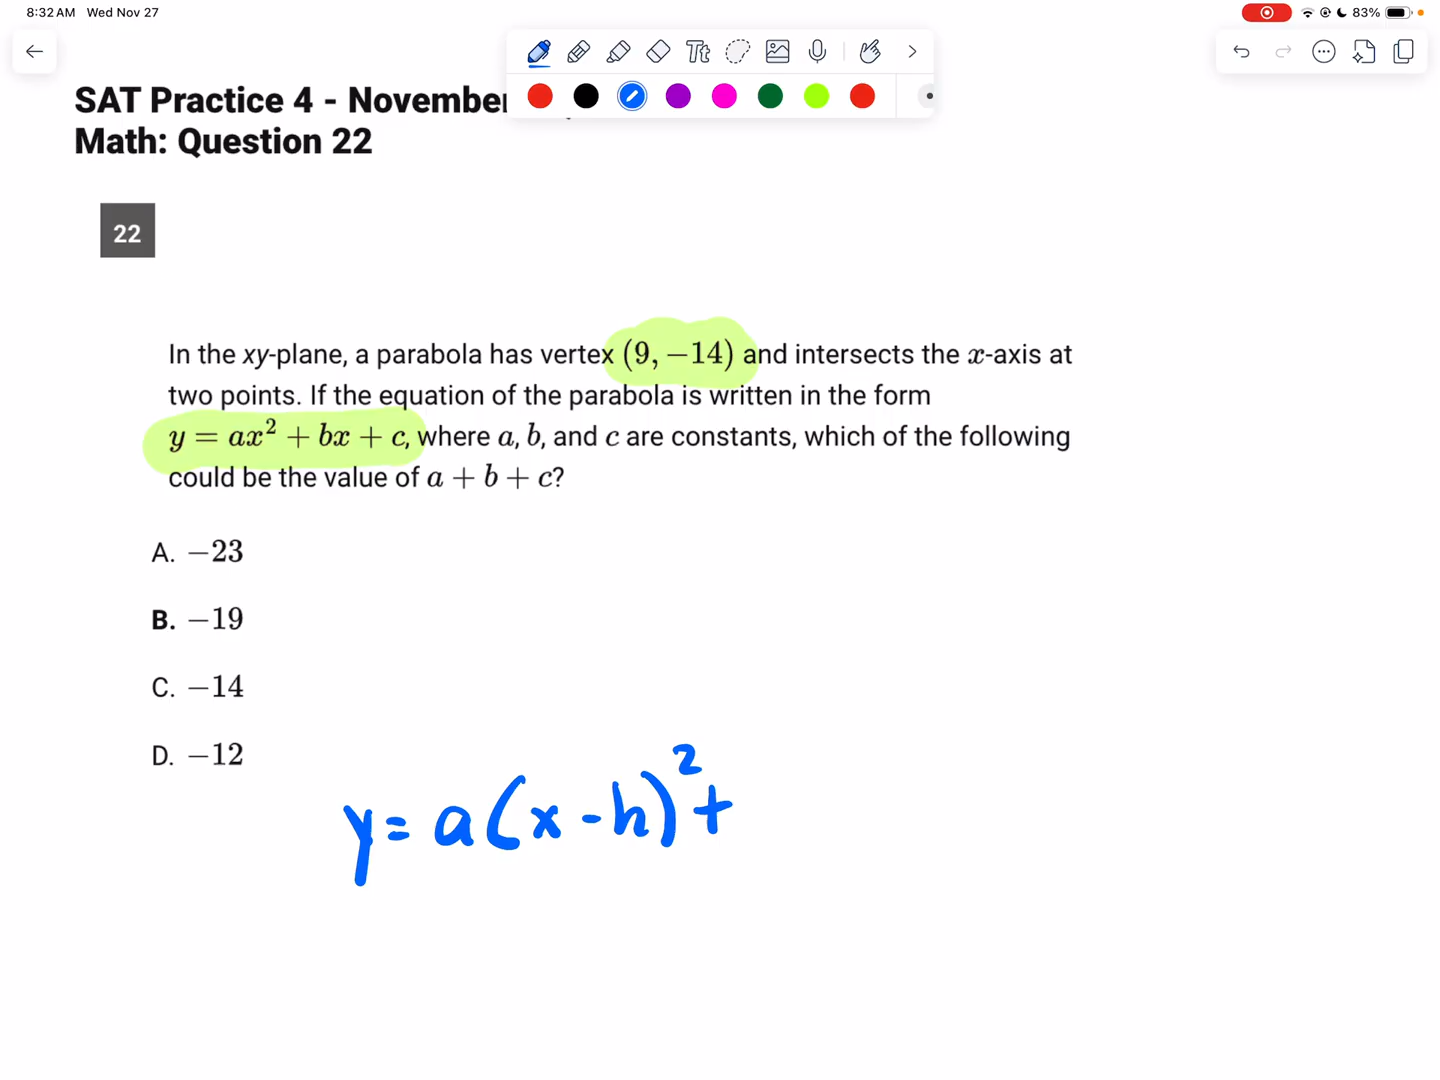 8:32 AM Wed Nov 27
83%
Tt
SAT Practice 4 - November
Math: Question 22
22
In the xy-plane, a parabola has vertex (9, −14) and intersects the x-axis at
two points. If the equation of the parabola is written in the form
y = ax² + bx + c, where a, b, and c are constants, which of the following
could be the value of a + b + c?
A. −23
B. −19
C. −14
D. −12
y = a(x - h)² +